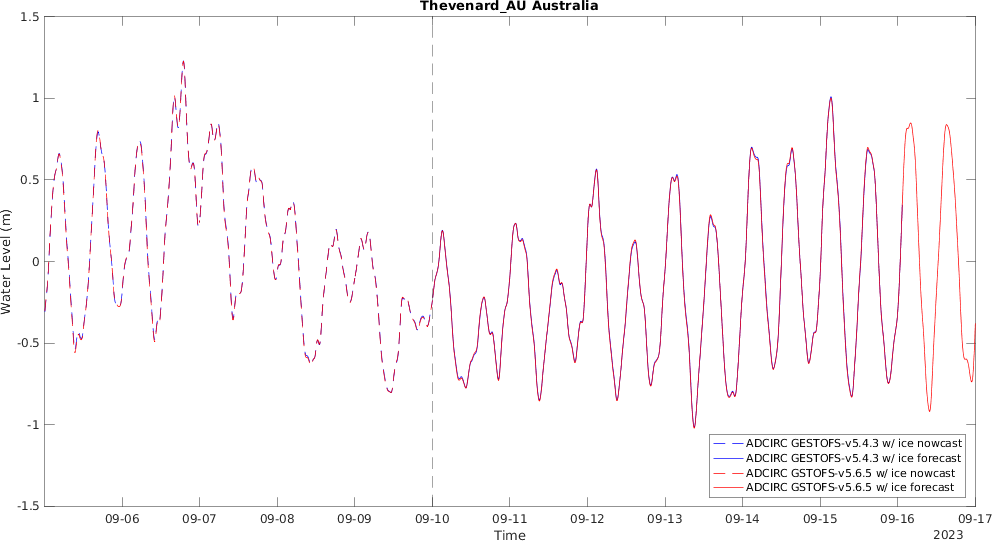 Thevenard_AU Australia
1.5
1
0.5
0
-0.5
-1
-1.5
Water Level (m)
09-06
09-07
09-08
09-09
09-10
09-11
09-12
09-13
09-14
09-15
09-16
09-17
Time
2023
ADCIRC GESTOFS-v5.4.3 w/ ice nowcast
ADCIRC GESTOFS-v5.4.3 w/ ice forecast
ADCIRC GSTOFS-v5.6.5 w/ ice nowcast
ADCIRC GSTOFS-v5.6.5 w/ ice forecast